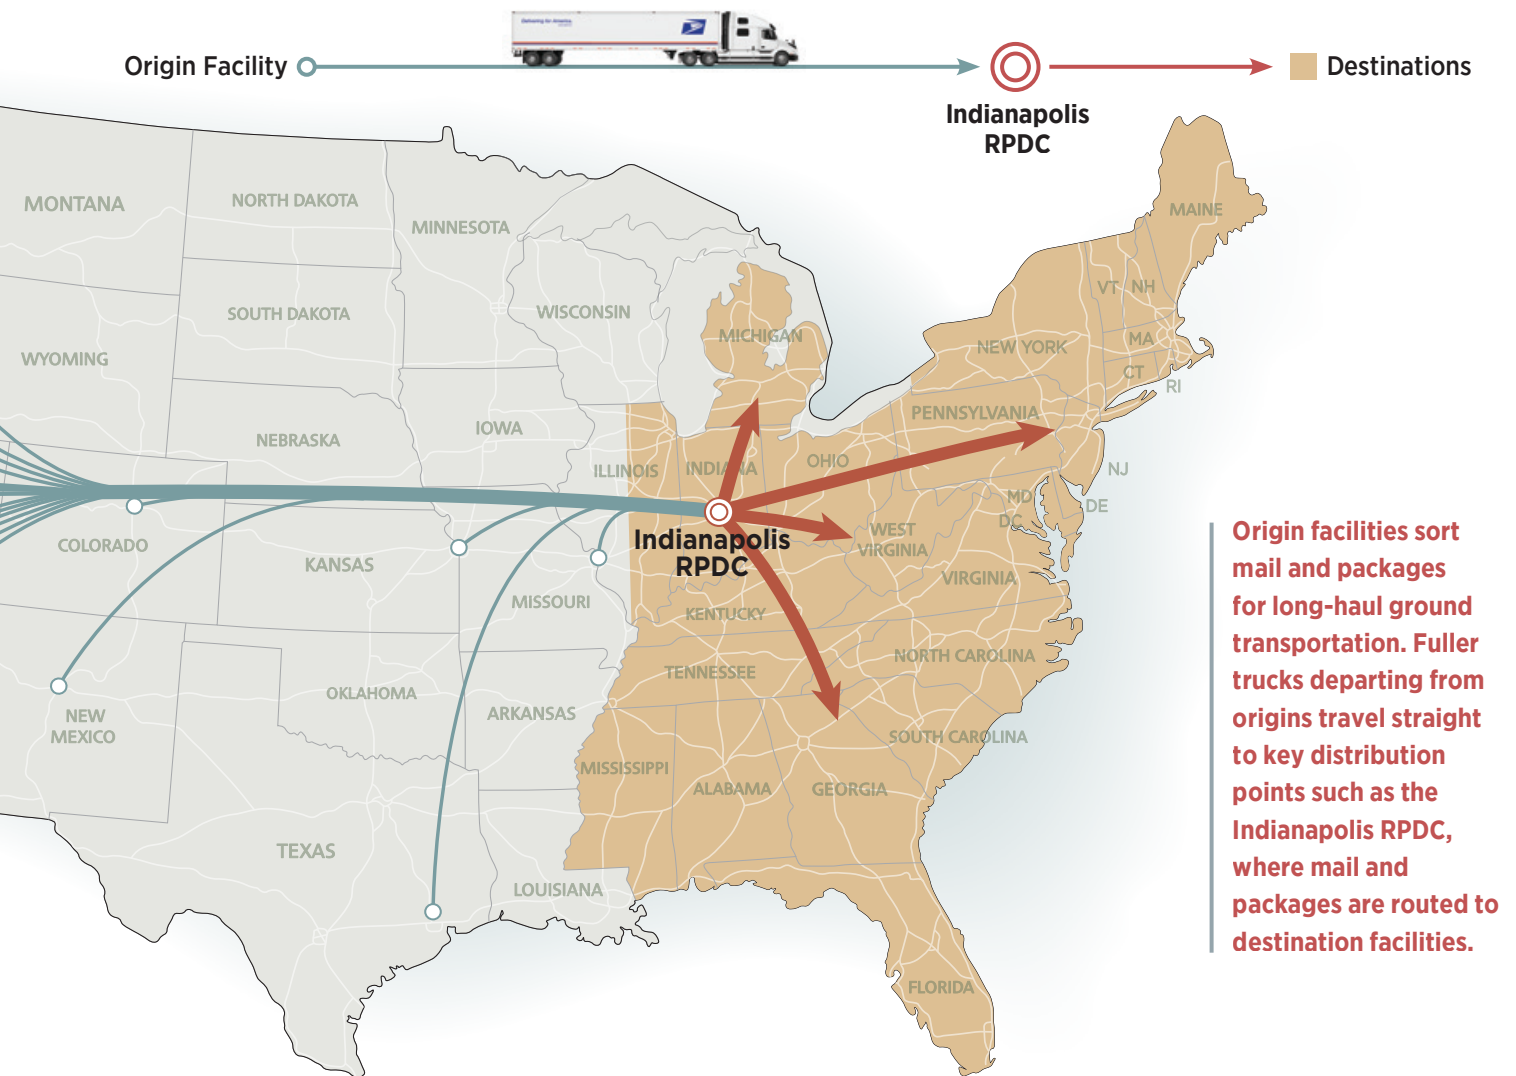 Delivering for America.
Origin Facility
Indianapolis
RPDC
Destinations
MONTANA
NORTH DAKOTA
MINNESOTA
MAINE
VT
NH
SOUTH DAKOTA
WISCONSIN
MICHIGAN
NEW YORK
MA
WYOMING
CT
RI
NEBRASKA
IOWA
PENNSYLVANIA
ILLINOIS
INDIANA
OHIO
NJ
MD
DE
DC
COLORADO
KANSAS
Indianapolis
RPDC
WEST
VIRGINIA
VIRGINIA
MISSOURI
KENTUCKY
NORTH CAROLINA
TENNESSEE
OKLAHOMA
NEW
MEXICO
ARKANSAS
SOUTH CAROLINA
MISSISSIPPI
ALABAMA
GEORGIA
TEXAS
LOUISIANA
FLORIDA
Origin facilities sort
mail and packages
for long-haul ground
transportation. Fuller
trucks departing from
origins travel straight
to key distribution
points such as the
Indianapolis RPDC,
where mail and
packages are routed to
destination facilities.